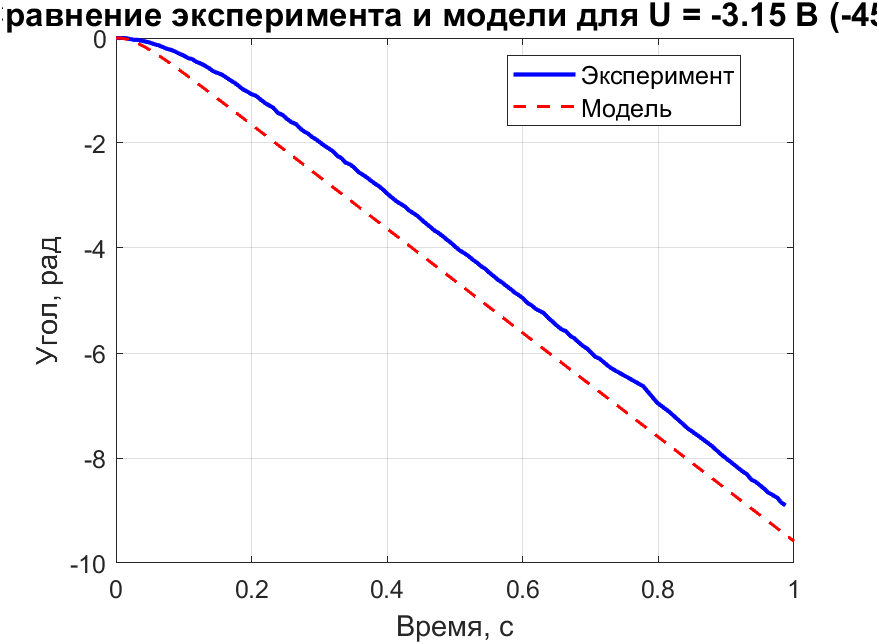 равнение эксперимента и модели для U = -3.15 В (-45
Эксперимент
Модель
0
-2
-4
-6
-8
-10
Угол, рад
0
0.2
0.4
0.6
0.8
1
Время, с